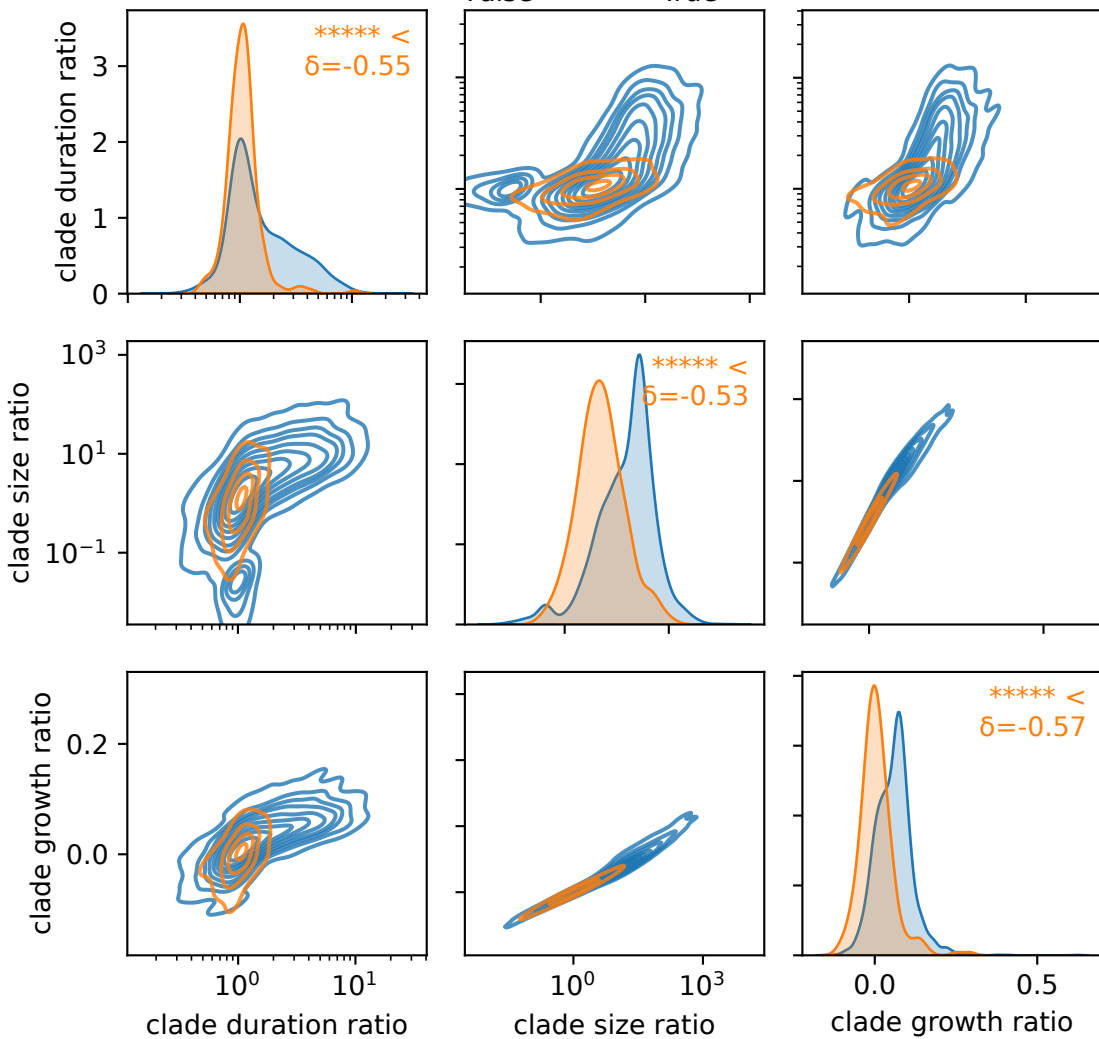 False True
clade duration ratio
3
2
1
0
***** <
δ=-0.55
clade size ratio
10³
10¹
10⁻¹
***** <
δ=-0.53
clade growth ratio
0.2
0.0
***** <
δ=-0.57
10⁰ 10¹
10⁰ 10³
0.0 0.5
clade duration ratio
clade size ratio
clade growth ratio